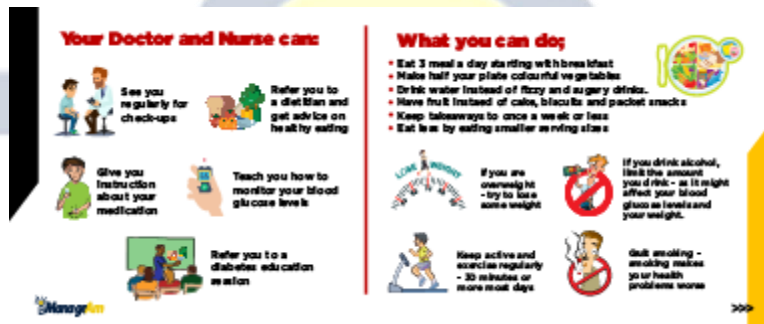 Your Doctor and Nurse can:
See you
regularly for
check-ups
Refer you to
a dietitian and
get advice on
healthy eating
Give you
instruction
about your
medication
Teach you how to
monitor your blood
glucose levels
Refer you to a
diabetes education
session
What you can do;
• Eat 3 meal a day starting with breakfast
• Make half your plate colourful vegetables
• Drink water instead of fizzy and sugary drinks.
• Have fruit instead of cake, biscuits and packet snacks
• Keep takeaways to once a week or less
• Eat less by eating smaller serving sizes
LOSE WEIGHT
If you are
overweight
- try to lose
some weight
If you drink alcohol,
limit the amount
you drink - as it might
affect your blood
glucose levels and
your weight.
Keep active and
exercise regularly
- 30 minutes or
more most days
Quit smoking -
smoking makes
your health
problems worse
>>>